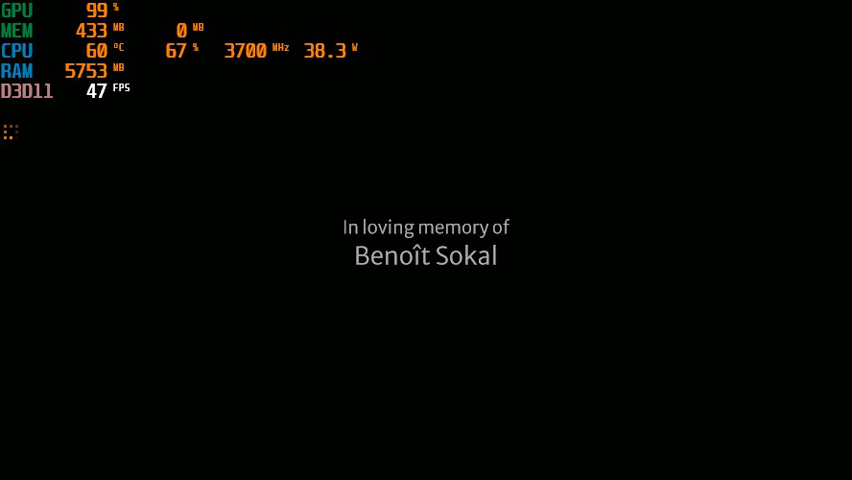 GPU 99 %
MEM 433 MB 0 MB
CPU 60 °C 67 % 3700 MHz 38.3 W
RAM 5753 MB
D3D11 47 FPS
In loving memory of
Benoît Sokal